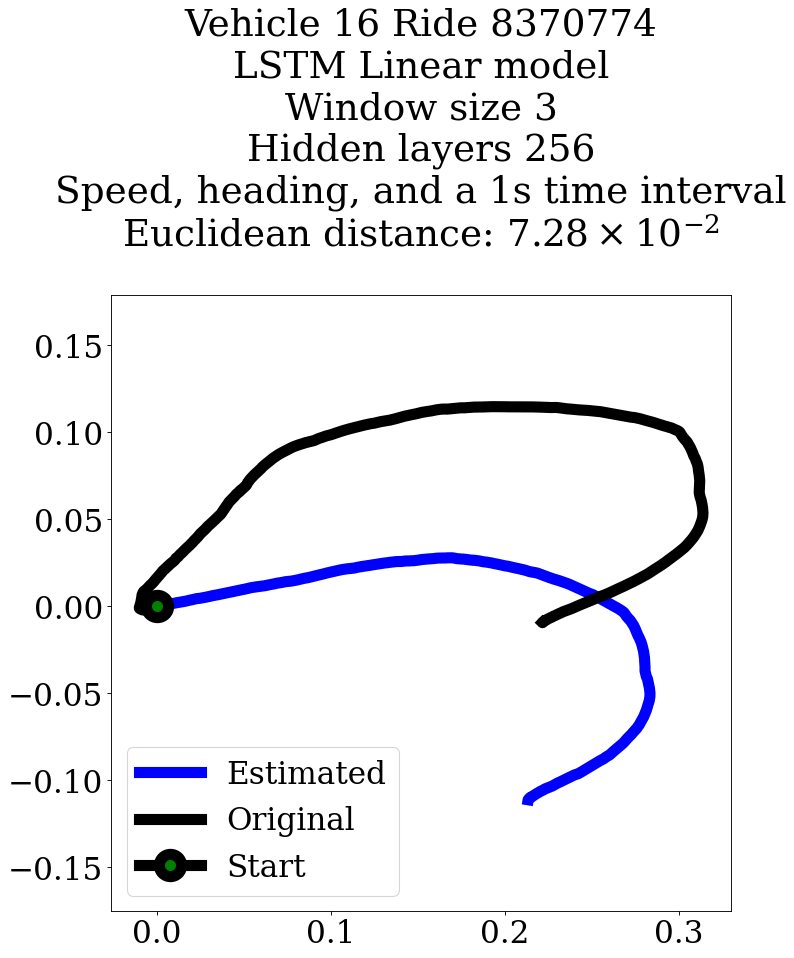 Vehicle 16 Ride 8370774
LSTM Linear model
Window size 3
Hidden layers 256
Speed, heading, and a 1s time interval
Euclidean distance: 7.28 × 10⁻²
0.15
0.10
0.05
0.00
−0.05
−0.10
−0.15
Estimated
Original
Start
0.0 0.1 0.2 0.3